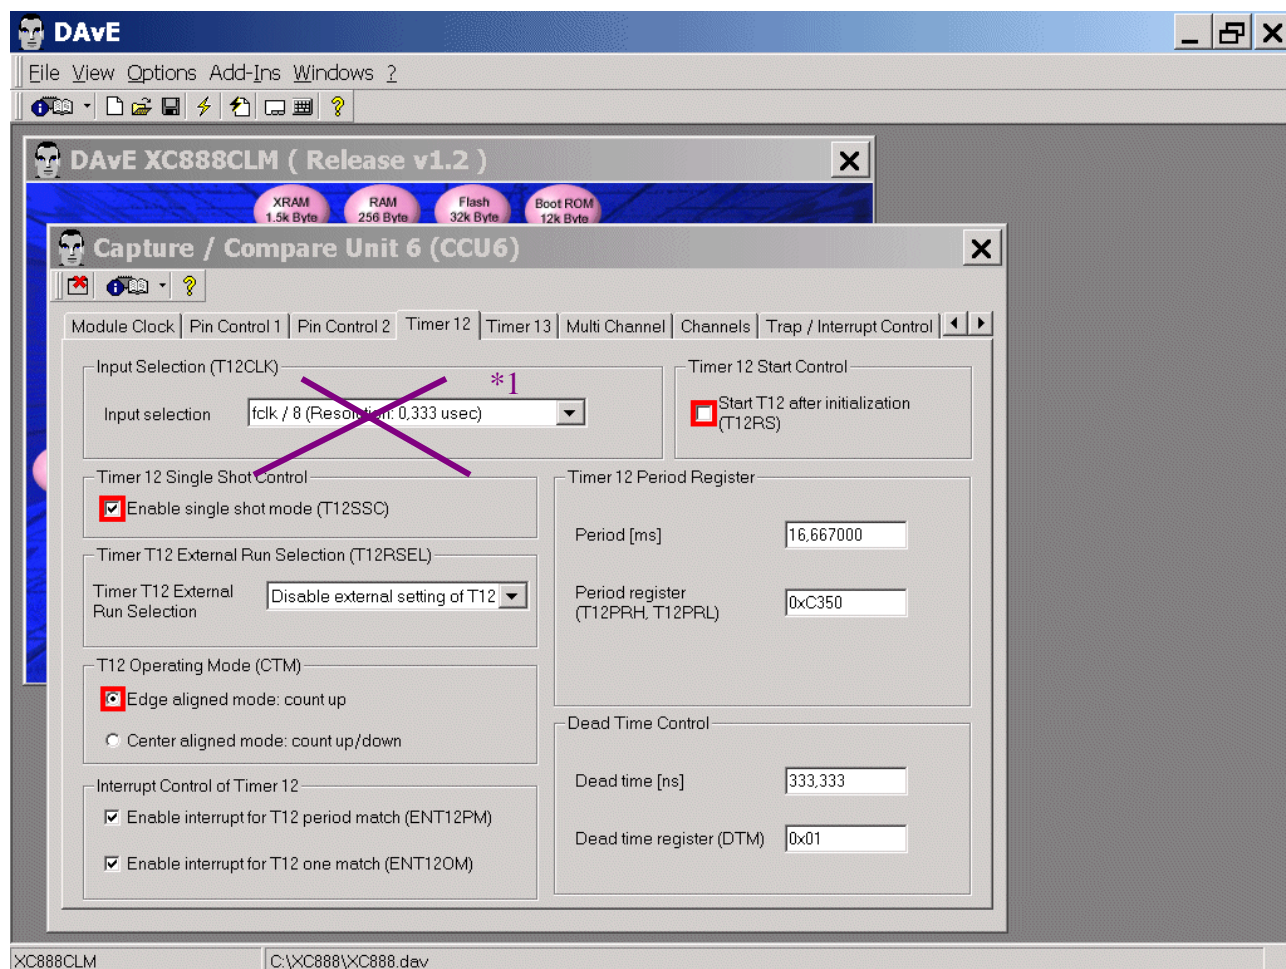 DAvE
File View Options Add-Ins Windows ?
DAvE XC888CLM ( Release v1.2 )
XRAM
1.5k Byte
RAM
256 Byte
Flash
32k Byte
Boot ROM
12k Byte
Capture / Compare Unit 6 (CCU6)
Module Clock Pin Control 1 Pin Control 2 Timer 12 Timer 13 Multi Channel Channels Trap / Interrupt Control
Input Selection (T12CLK)
*1
Input selection fclk / 8 (Resolution: 0,333 usec)
Timer 12 Start Control
Start T12 after initialization
(T12RS)
Timer 12 Single Shot Control
Enable single shot mode (T12SSC)
Timer T12 External Run Selection (T12RSEL)
Timer T12 External
Run Selection
Disable external setting of T12
T12 Operating Mode (CTM)
Edge aligned mode: count up
Center aligned mode: count up/down
Interrupt Control of Timer 12
Enable interrupt for T12 period match (ENT12PM)
Enable interrupt for T12 one match (ENT12OM)
Timer 12 Period Register
Period [ms] 16,667000
Period register
(T12PRH, T12PRL)
0xC350
Dead Time Control
Dead time [ns] 333,333
Dead time register (DTM) 0x01
XC888CLM C:\XC888\XC888.dav